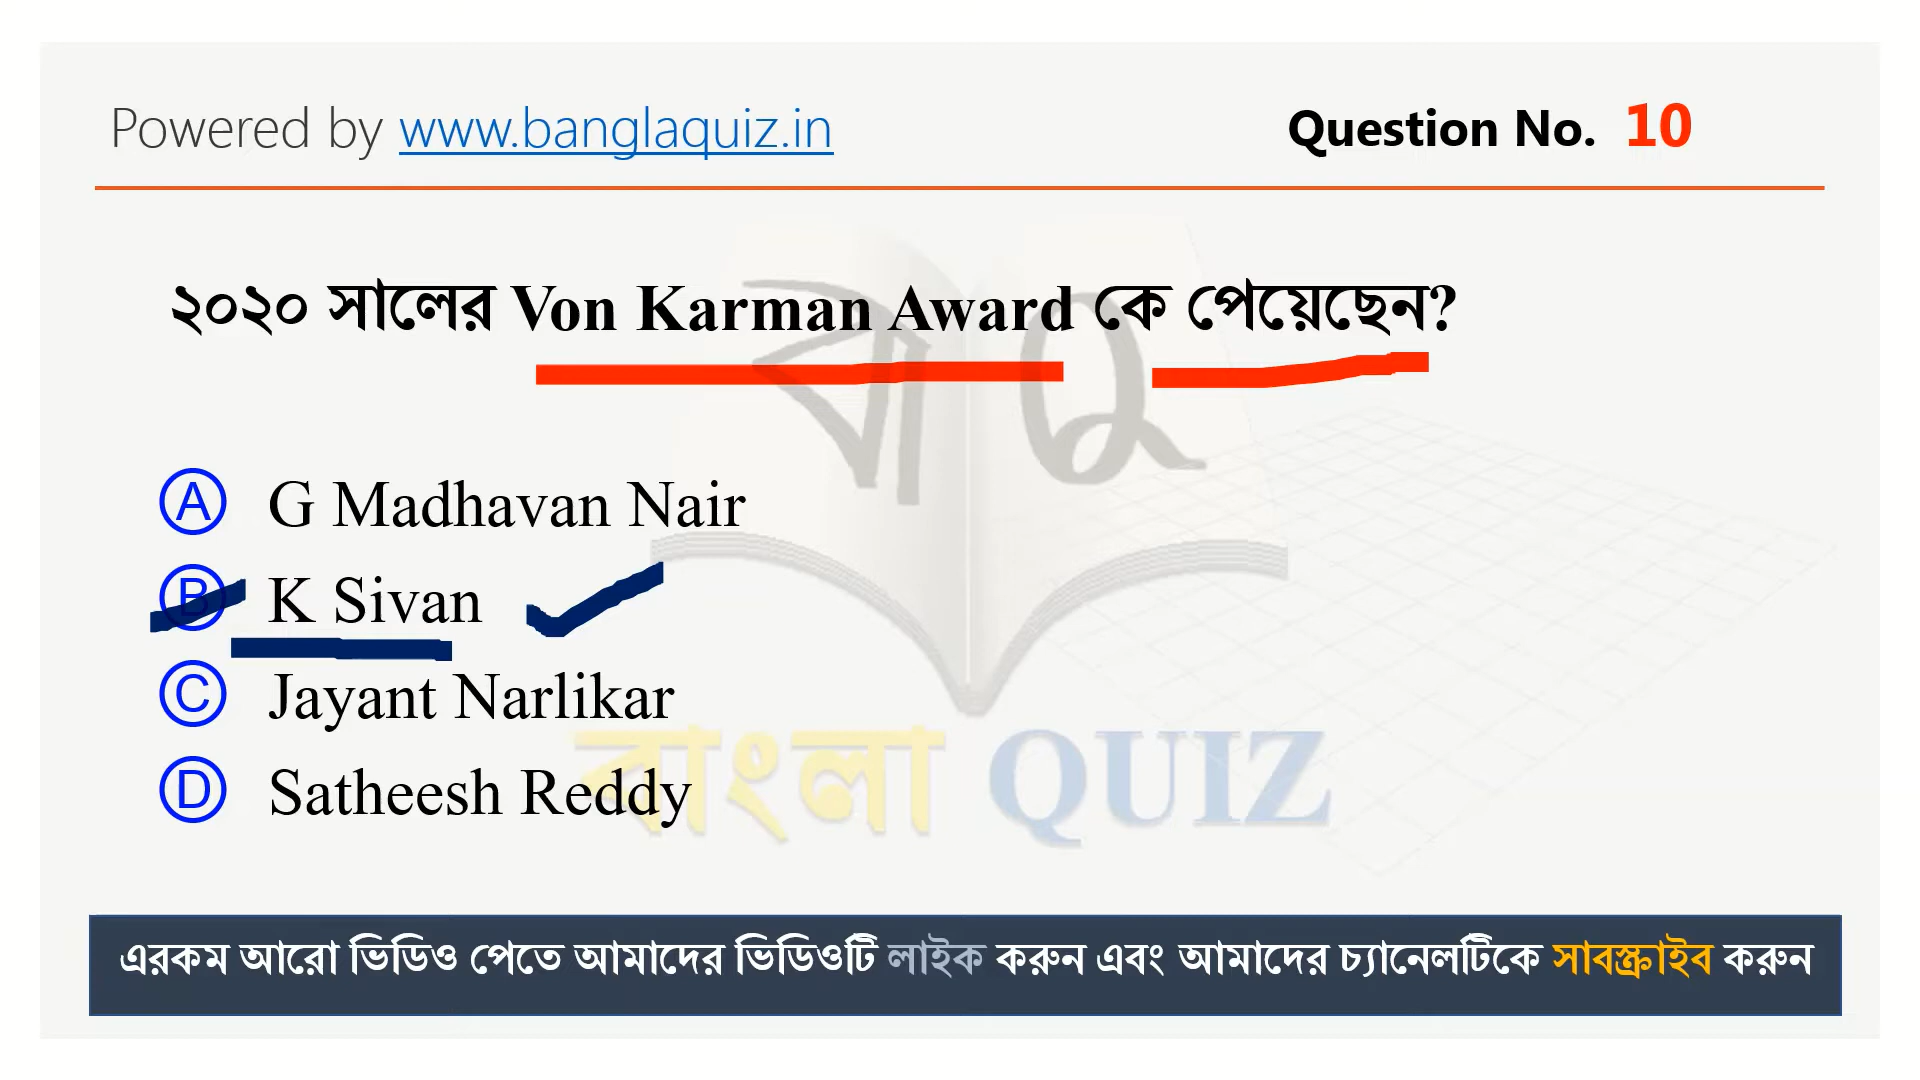 Powered by www.banglaquiz.in
Question No. 10
২০২০ সালের Von Karman Award কে পেয়েছেন?
A G Madhavan Nair
B K Sivan
C Jayant Narlikar
D Satheesh Reddy
বা Q
বাংলা QUIZ
এরকম আরো ভিডিও পেতে আমাদের ভিডিওটি লাইক করুন এবং আমাদের চ্যানেলটিকে সাবস্ক্রাইব করুন